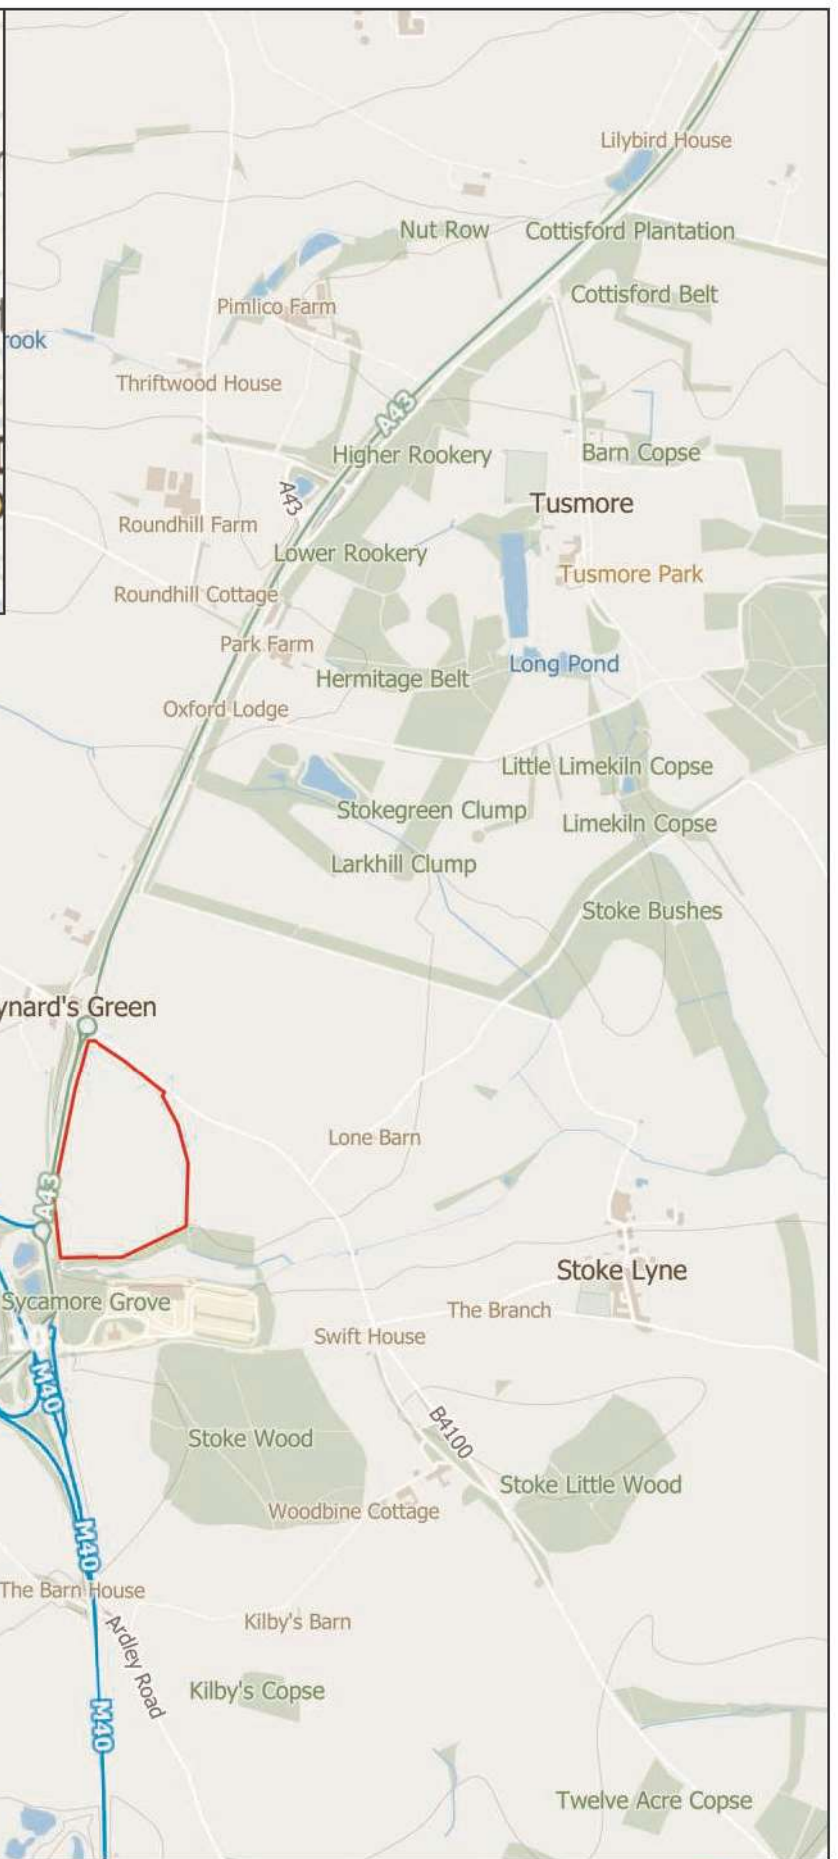 Lilybird House
Nut Row
Cottisford Plantation
Cottisford Belt
Pimlico Farm
rook
Thriftwood House
A43
Higher Rookery
Barn Copse
A43
Tusmore
Roundhill Farm
Lower Rookery
Tusmore Park
Roundhill Cottage
Park Farm
Long Pond
Hermitage Belt
Oxford Lodge
Little Limekiln Copse
Stokegreen Clump
Limekiln Copse
Larkhill Clump
Stoke Bushes
ynard's Green
Lone Barn
A43
Stoke Lyne
Sycamore Grove
The Branch
Swift House
M40
B4100
Stoke Wood
Stoke Little Wood
Woodbine Cottage
M40
The Barn House
Ardley Road
Kilby's Barn
Kilby's Copse
M40
Twelve Acre Copse